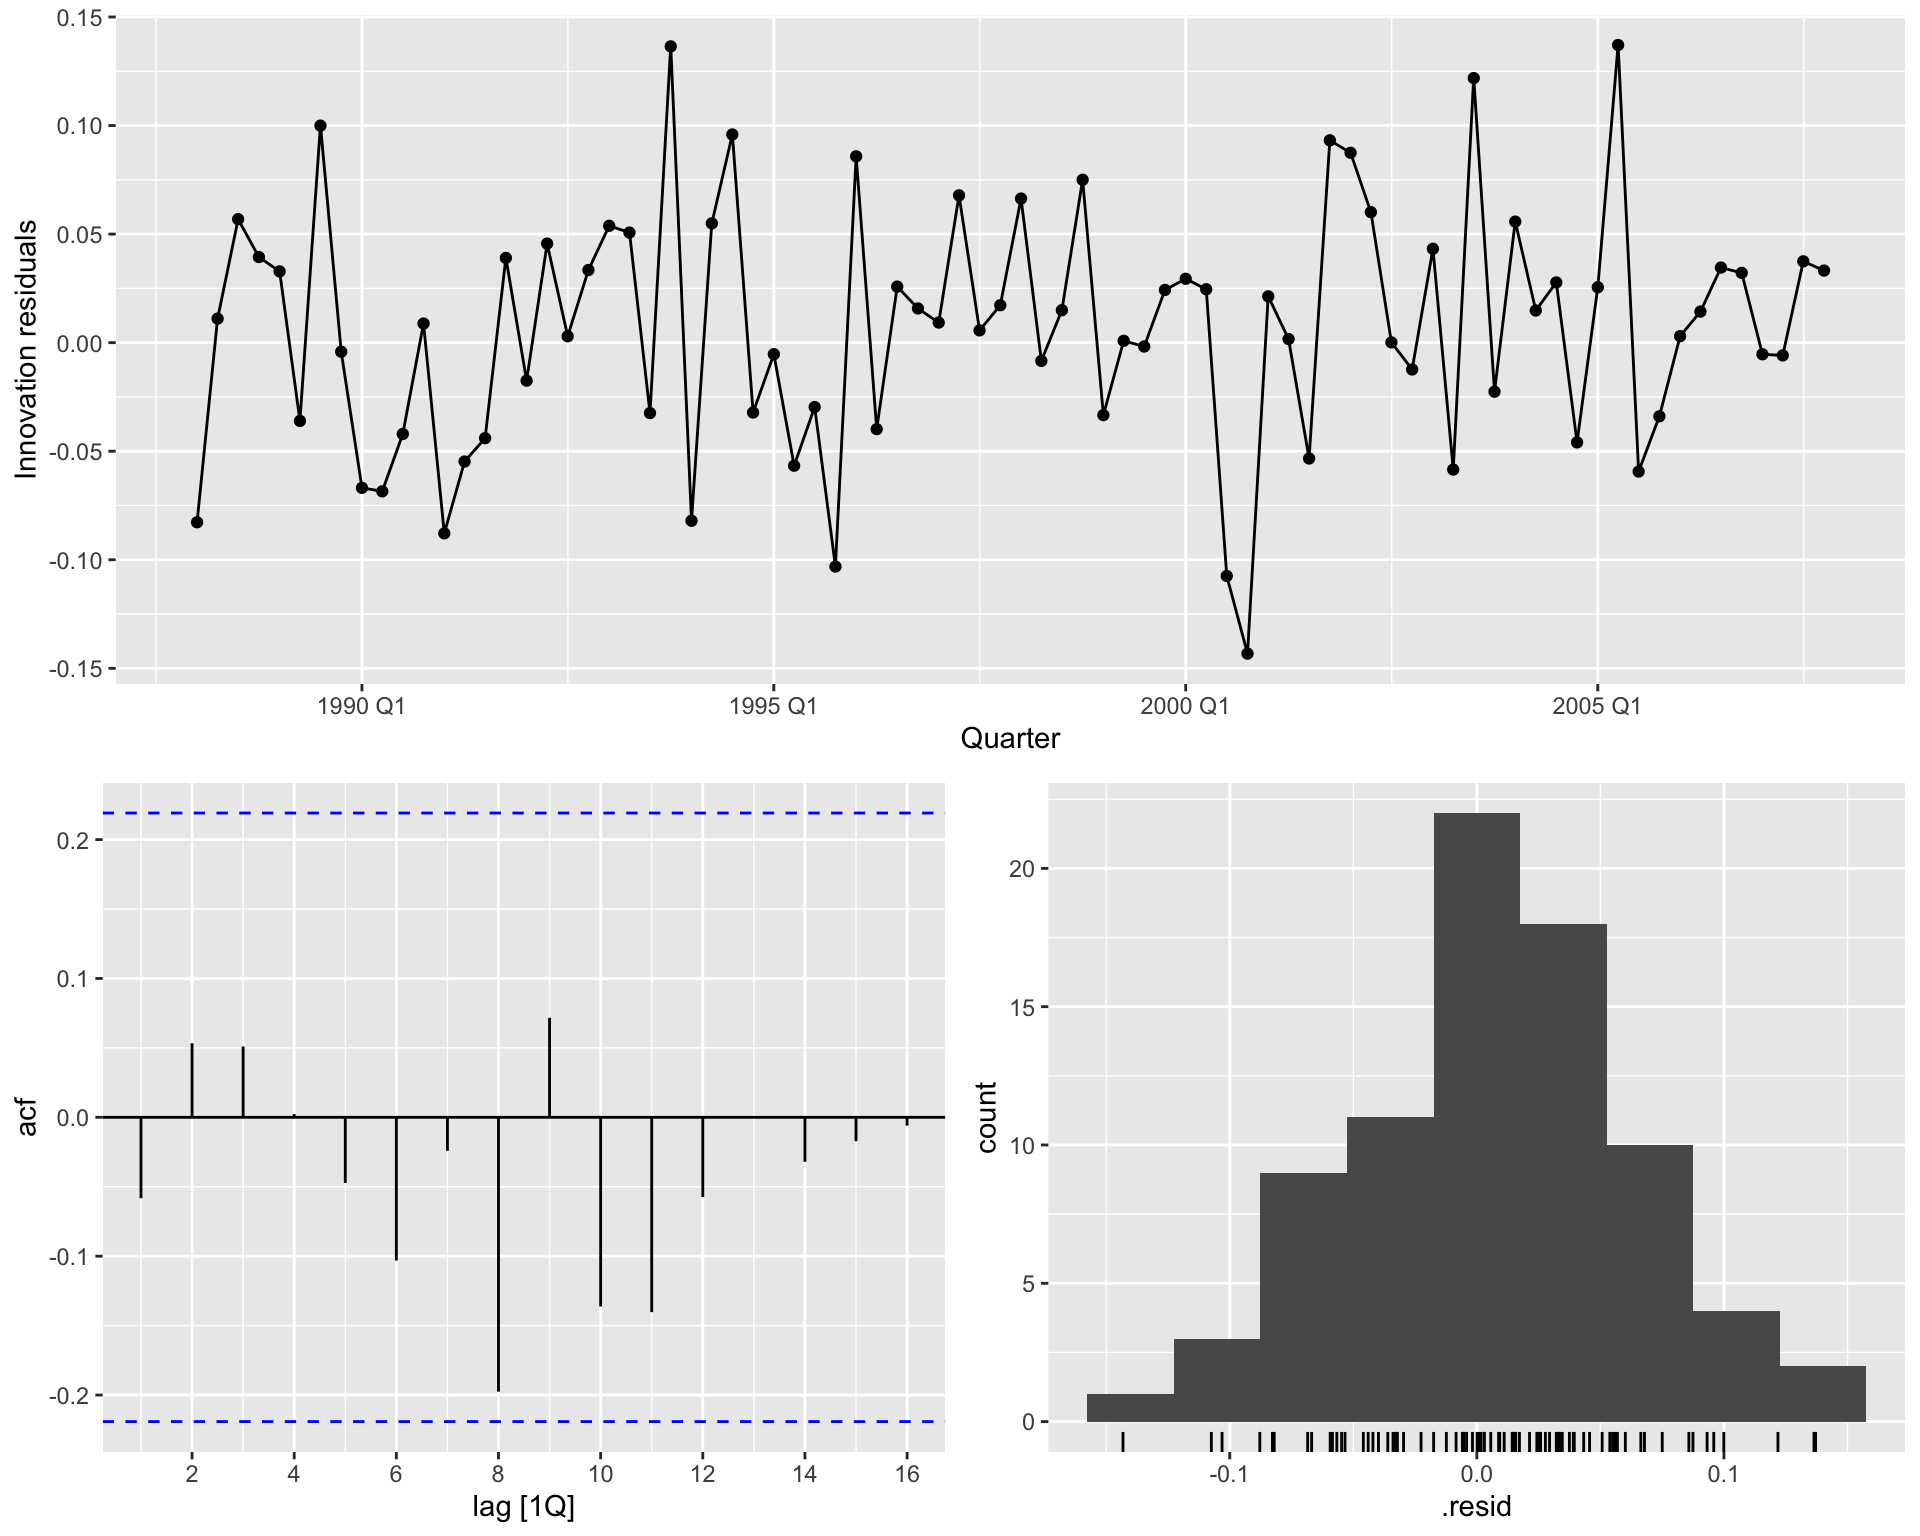 0.15
0.10
0.05
0.00
-0.05
-0.10
-0.15
Innovation residuals
1990 Q1 1995 Q1 2000 Q1 2005 Q1
Quarter
0.2
0.1
0.0
-0.1
-0.2
acf
2 4 6 8 10 12 14 16
lag [1Q]
20
15
10
5
0
count
-0.1 0.0 0.1
.resid